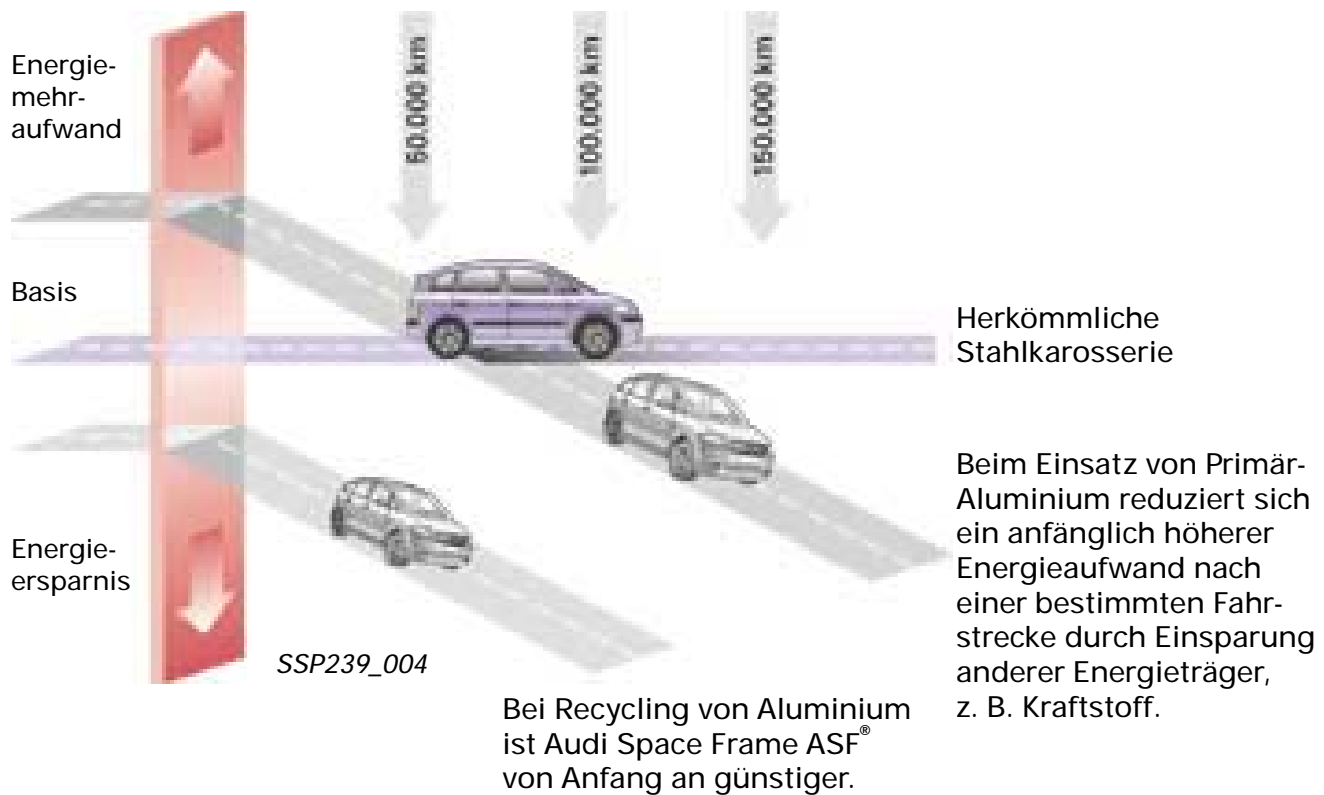 Energie-
mehr-
aufwand
50.000 km
100.000 km
150.000 km
Basis
Herkömmliche
Stahlkarosserie
Energie-
ersparnis
SSP239_004
Beim Einsatz von Primär-
Aluminium reduziert sich
ein anfänglich höherer
Energieaufwand nach
einer bestimmten Fahr-
strecke durch Einsparung
anderer Energieträger,
z. B. Kraftstoff.
Bei Recycling von Aluminium
ist Audi Space Frame ASF®
von Anfang an günstiger.